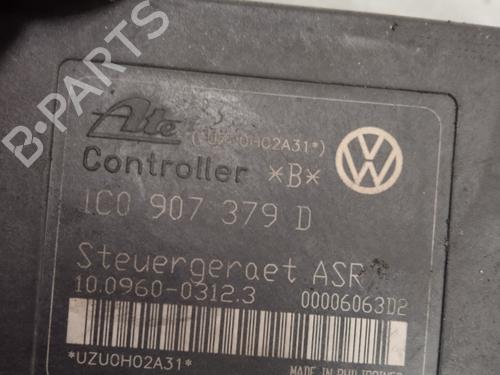 Ate
(*UZU0H02A31*)
Controller *B*
1C0 907 379 D
Steuergeraet ASR
10.0960-0312.3 00006063D2
*UZU0H02A31*
MADE IN PHILIPPINES
B-PARTS